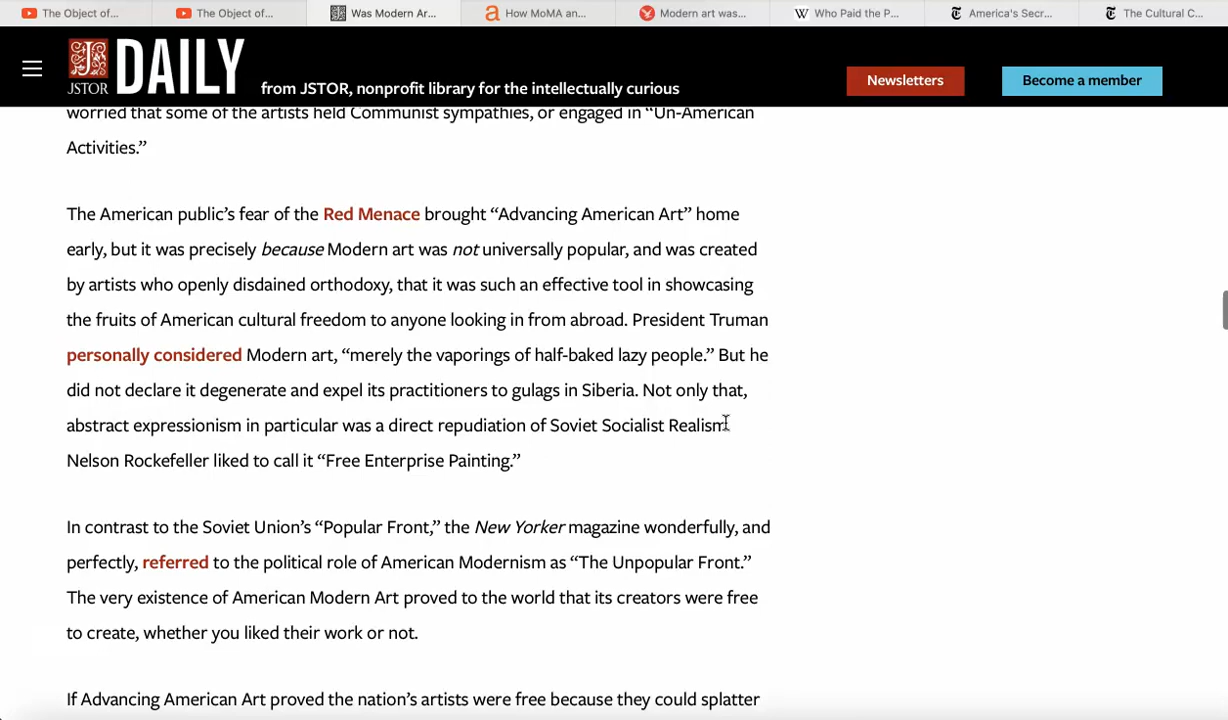 The Object of...
The Object of...
Was Modern Ar...
How MoMA an...
Modern art was...
Who Paid the P...
America's Secr...
The Cultural C...
JSTOR DAILY
from JSTOR, nonprofit library for the intellectually curious
Newsletters
Become a member
worried that some of the artists held Communist sympathies, or engaged in “Un-American
Activities.”
The American public’s fear of the Red Menace brought “Advancing American Art” home
early, but it was precisely because Modern art was not universally popular, and was created
by artists who openly disdained orthodoxy, that it was such an effective tool in showcasing
the fruits of American cultural freedom to anyone looking in from abroad. President Truman
personally considered Modern art, “merely the vaporings of half-baked lazy people.” But he
did not declare it degenerate and expel its practitioners to gulags in Siberia. Not only that,
abstract expressionism in particular was a direct repudiation of Soviet Socialist Realism
Nelson Rockefeller liked to call it “Free Enterprise Painting.”
In contrast to the Soviet Union’s “Popular Front,” the New Yorker magazine wonderfully, and
perfectly, referred to the political role of American Modernism as “The Unpopular Front.”
The very existence of American Modern Art proved to the world that its creators were free
to create, whether you liked their work or not.
If Advancing American Art proved the nation’s artists were free because they could splatter